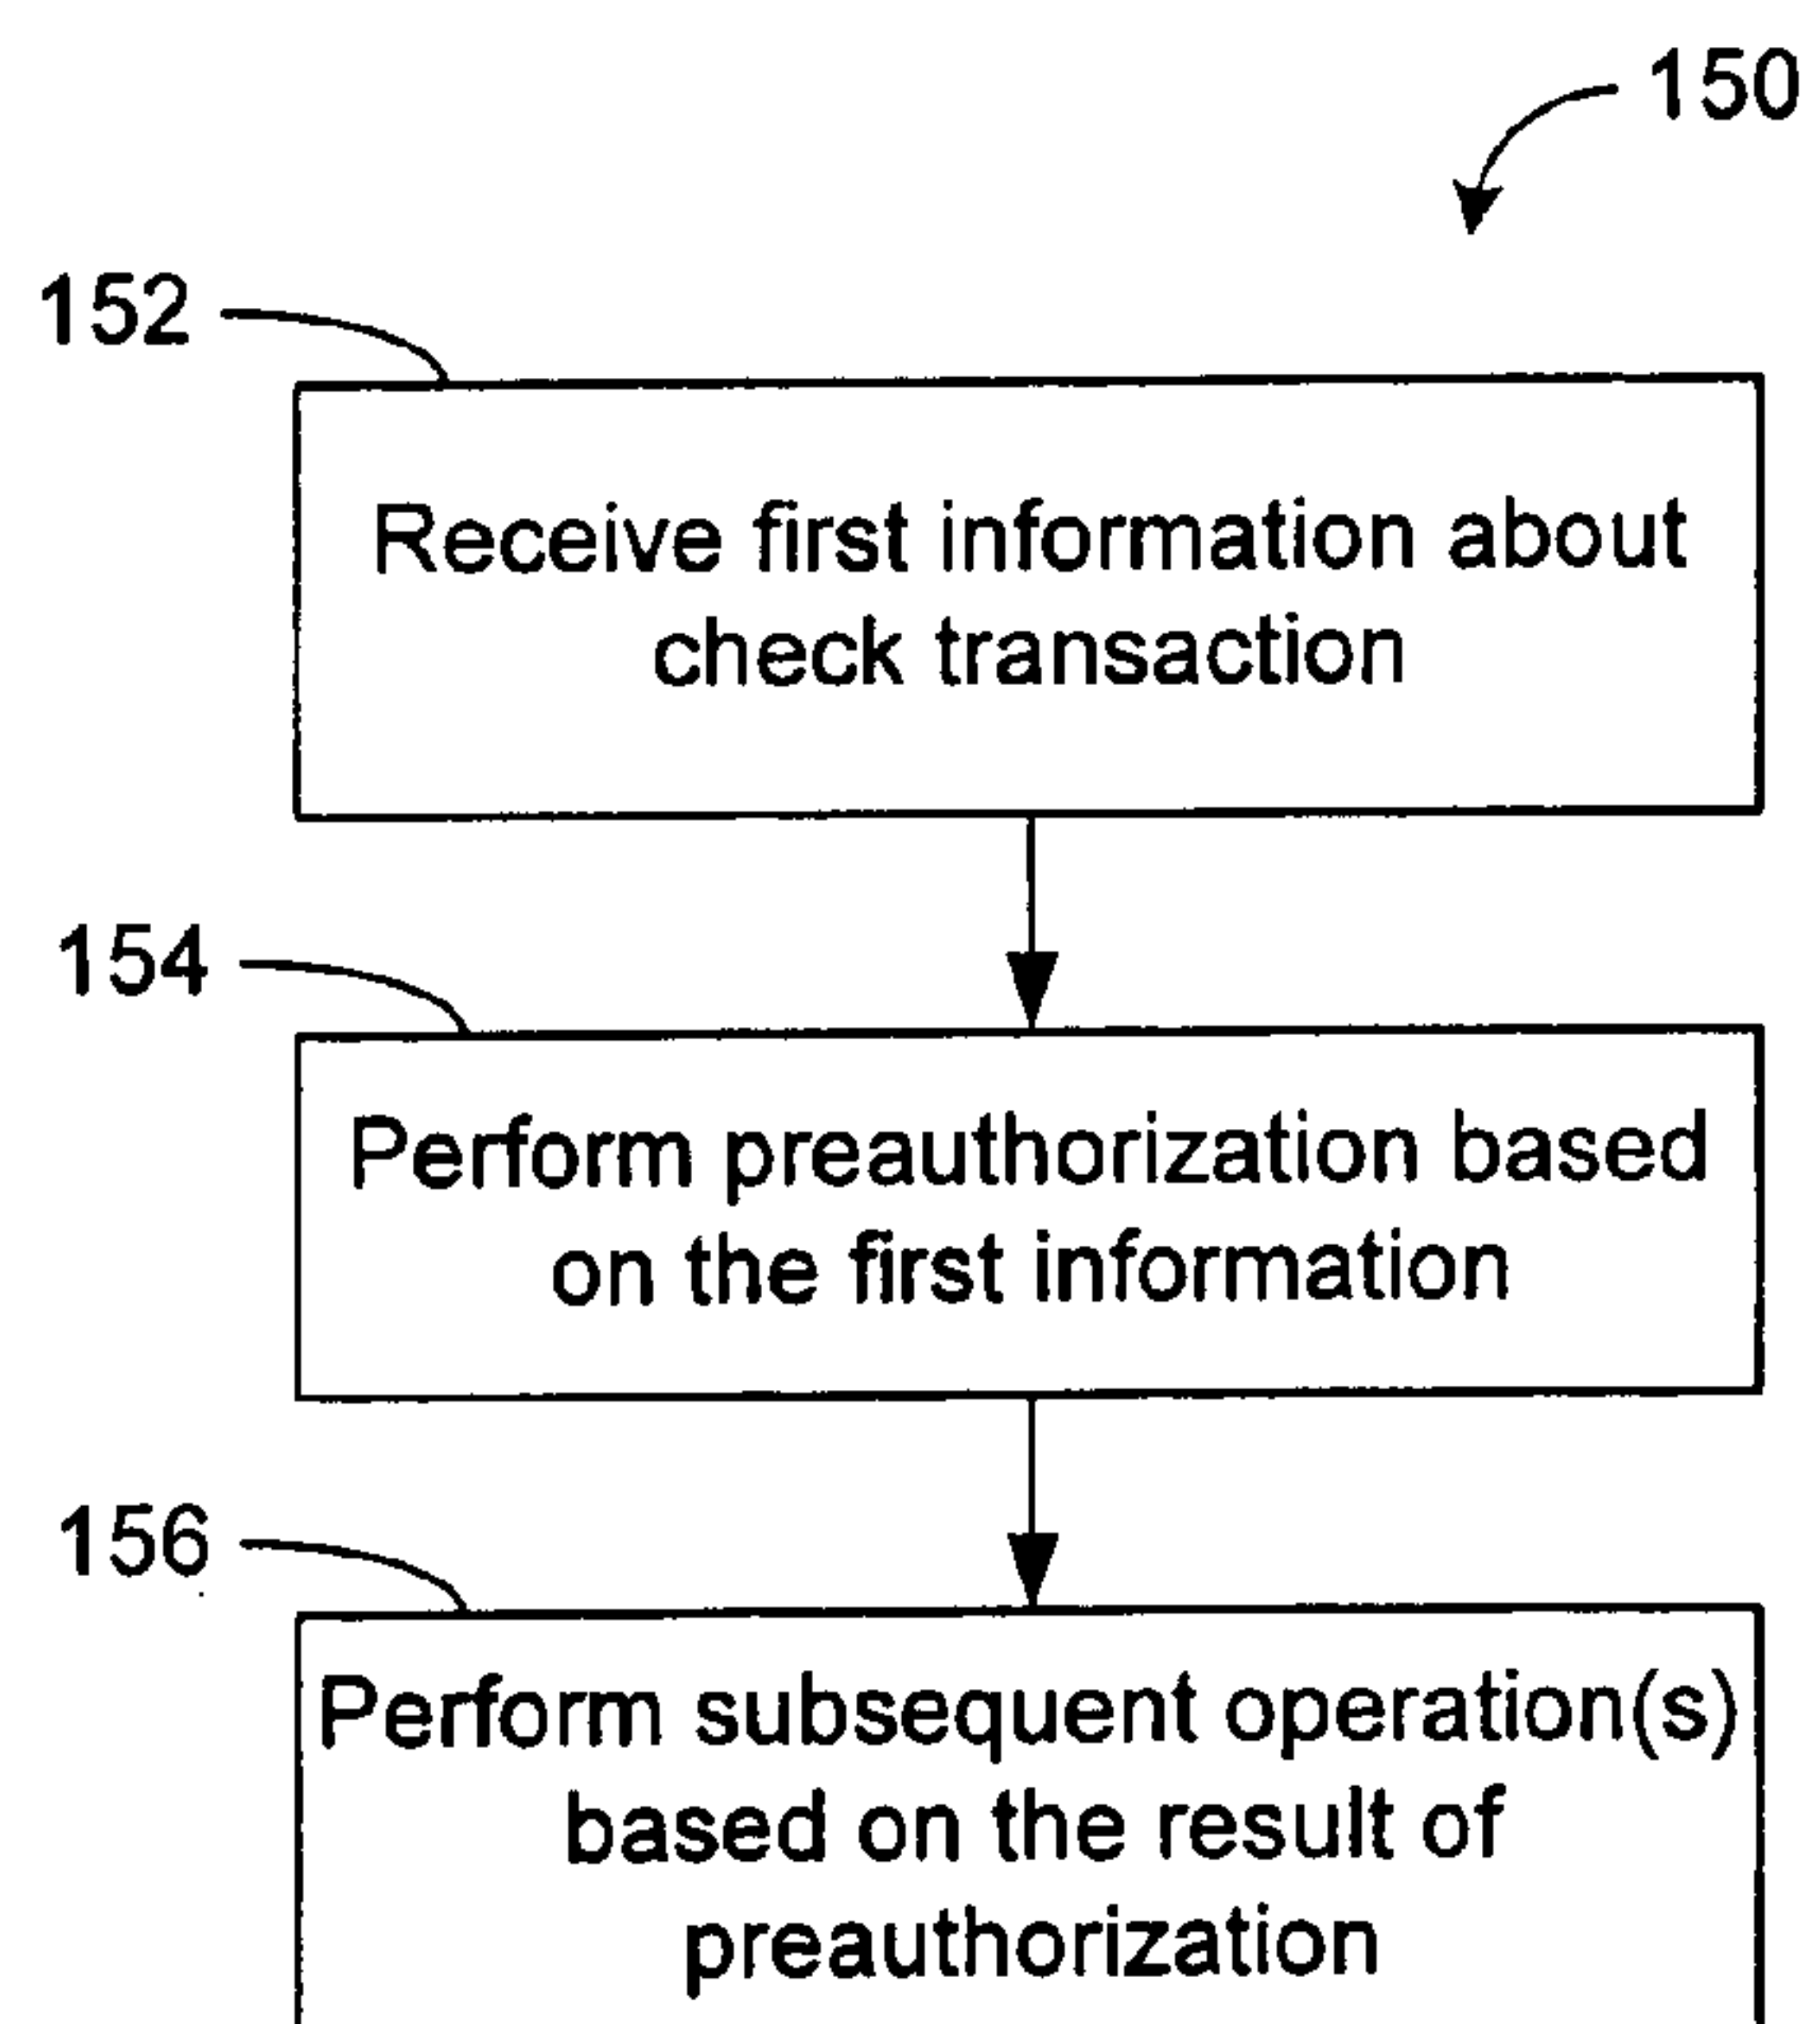 150
152
Receive first information about
check transaction
154
Perform preauthorization based
on the first information
156
Perform subsequent operation(s)
based on the result of
preauthorization